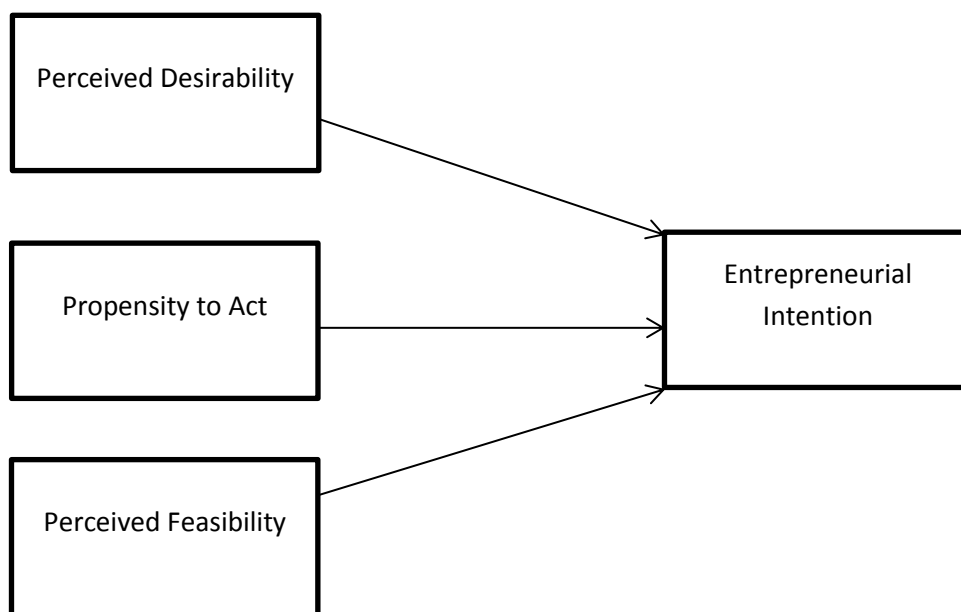 Perceived Desirability
Propensity to Act
Perceived Feasibility
Entrepreneurial
Intention